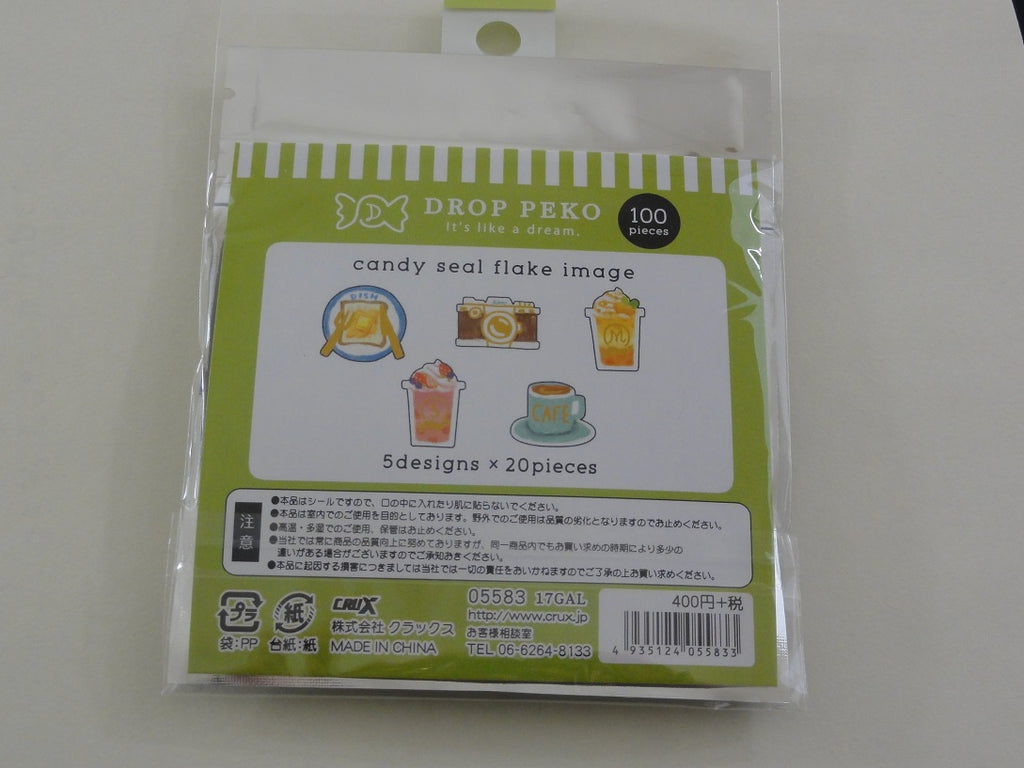 D DROP PEKO
It's like a dream.
100
pieces
candy seal flake image
DISH
M
CAFE
5designs × 20pieces
注意
●本品はシールですので、口の中に入れたり肌に貼らないでください。
●本品は室内でのご使用を目的としております。野外でのご使用は品質の劣化となりますのでお止めください。
●高温・多湿でのご使用、保管はお止めください。
●当社では常に商品の品質向上に努めておりますが、同一商品内でもお買い求めの時期により多少の
違いがある場合がございますのでご承知おきください。
●本品に起因する損害につきましては当社では一切の責任をおいかねますのでご了承の上お買い求めください。
プラ
袋:PP
紙
台紙:紙
CRUX
株式会社 クラックス
MADE IN CHINA
05583 17GAL
http://www.crux.jp
お客様相談室
TEL 06-6264-8133
400円+税
4 935124 055833